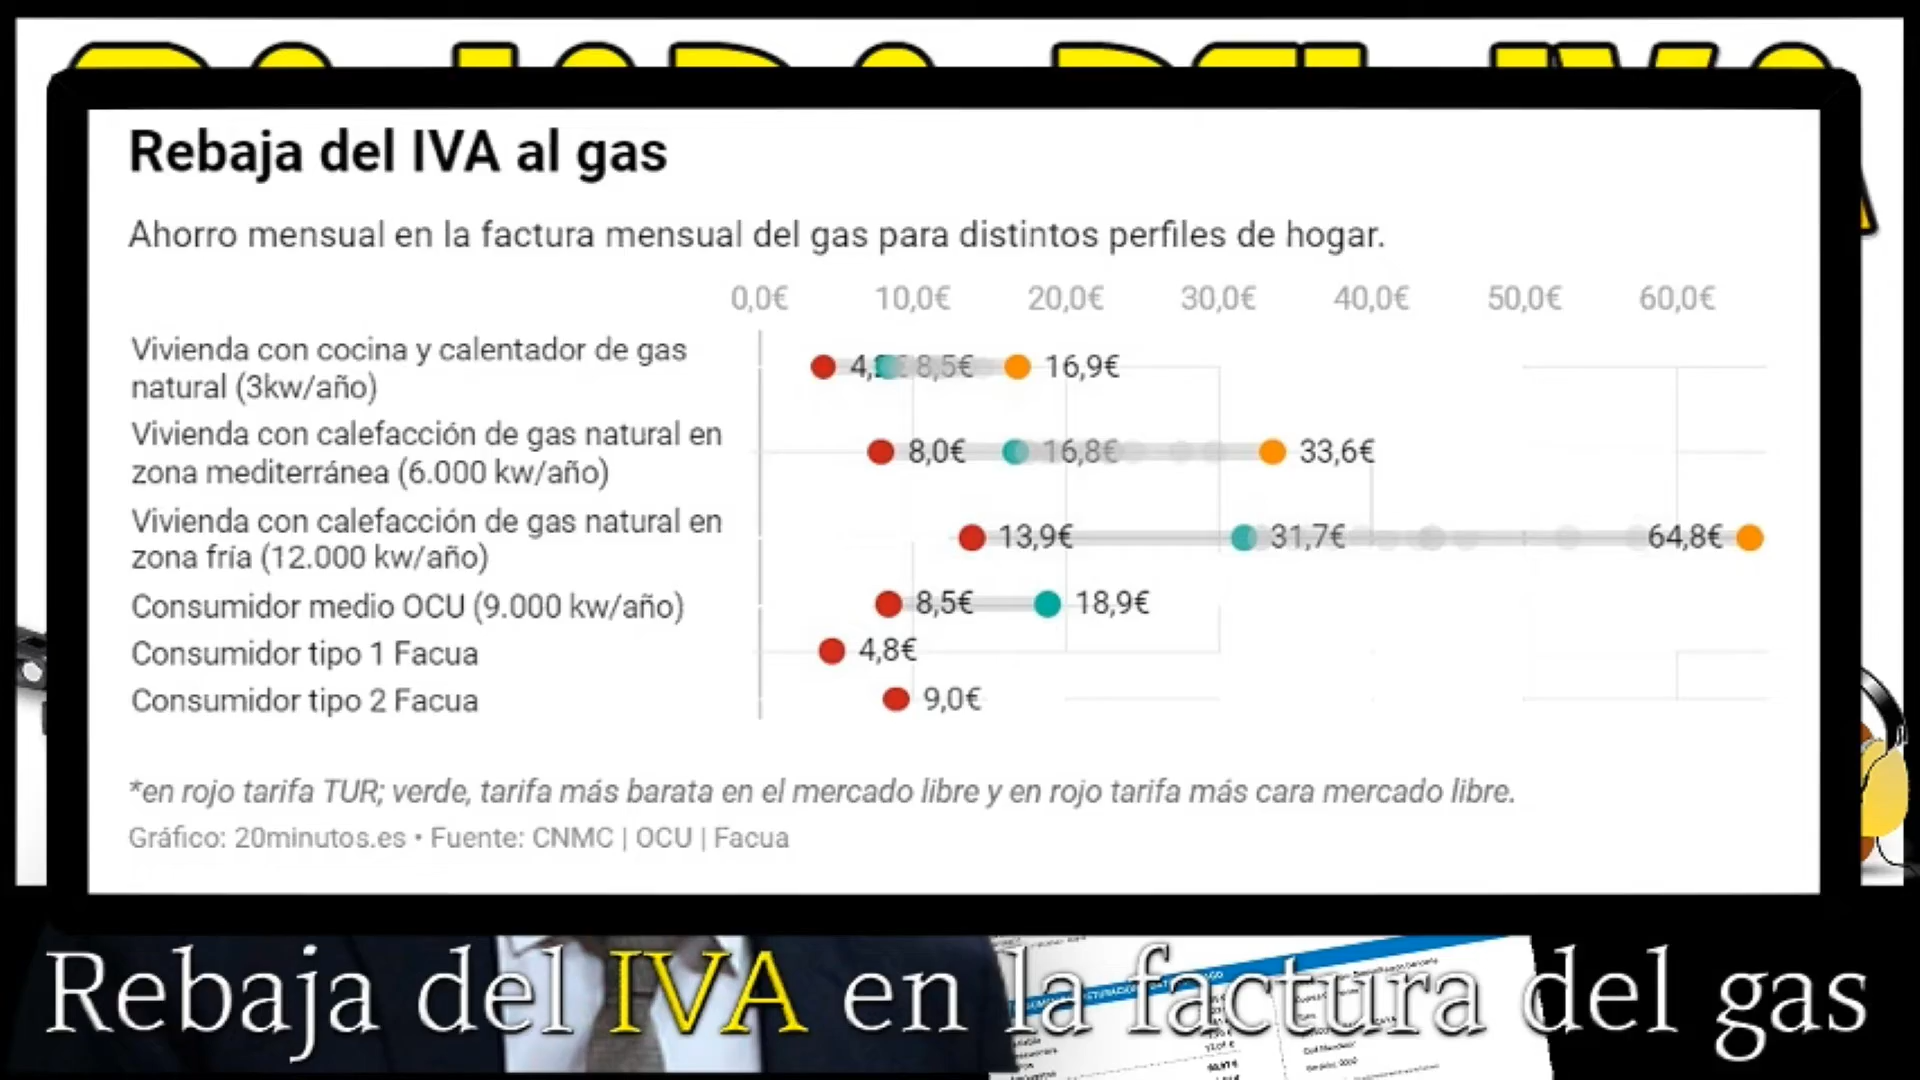 Rebaja del IVA al gas
Ahorro mensual en la factura mensual del gas para distintos perfiles de hogar.
0,0€ 10,0€ 20,0€ 30,0€ 40,0€ 50,0€ 60,0€
Vivienda con cocina y calentador de gas
natural (3kw/año)
8,5€ 16,9€
Vivienda con calefacción de gas natural en
zona mediterránea (6.000 kw/año)
8,0€ 16,8€ 33,6€
Vivienda con calefacción de gas natural en
zona fría (12.000 kw/año)
13,9€ 31,7€ 64,8€
Consumidor medio OCU (9.000 kw/año) 8,5€ 18,9€
Consumidor tipo 1 Facua 4,8€
Consumidor tipo 2 Facua 9,0€
*en rojo tarifa TUR; verde, tarifa más barata en el mercado libre y en rojo tarifa más cara mercado libre.
Gráfico: 20minutos.es • Fuente: CNMC | OCU | Facua
Rebaja del IVA en la factura del gas